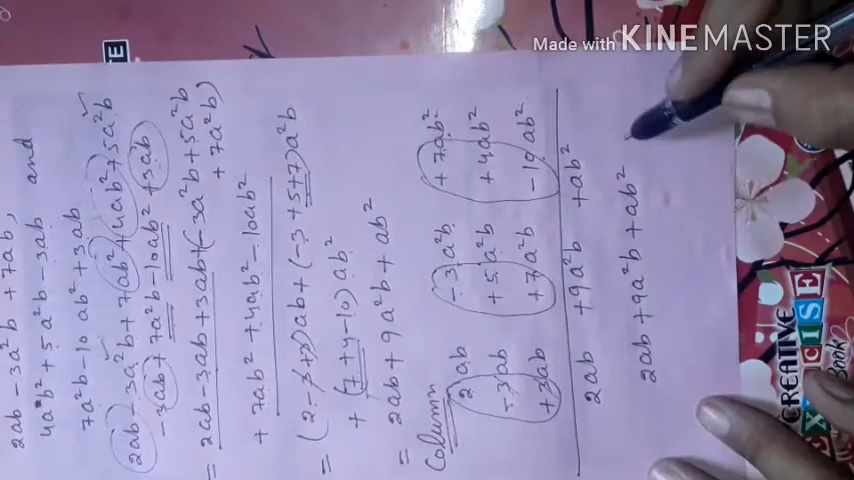 2ab - 3a²b + 7ab²,
4ab² + 5a²b - 3ab and
7a²b - 10ab² + 3ab
2ab - 3a²b + 7ab² + 4ab² + 5a²b
- 3ab + 7a²b - 10ab² + 3ab
= 2ab - 3ab + 3ab + (- 3a²b + 5a²b
+ 7a²b)
+ 7ab² + 4ab² - 10ab²
= (2 - 3 + 3)ab + (- 3 + 5 + 7)a²b
+ (7 + 4 - 10)ab²
= 2ab + 9a²b + ab²
Column
2ab - 3a²b + 7ab²
- 3ab + 5a²b + 4ab²
+ 3ab + 7a²b - 10ab²
2ab + 9a²b + ab²
2ab + 9a²b + ab²
Made with KINEMASTER
CREATIVE
EXERCISE